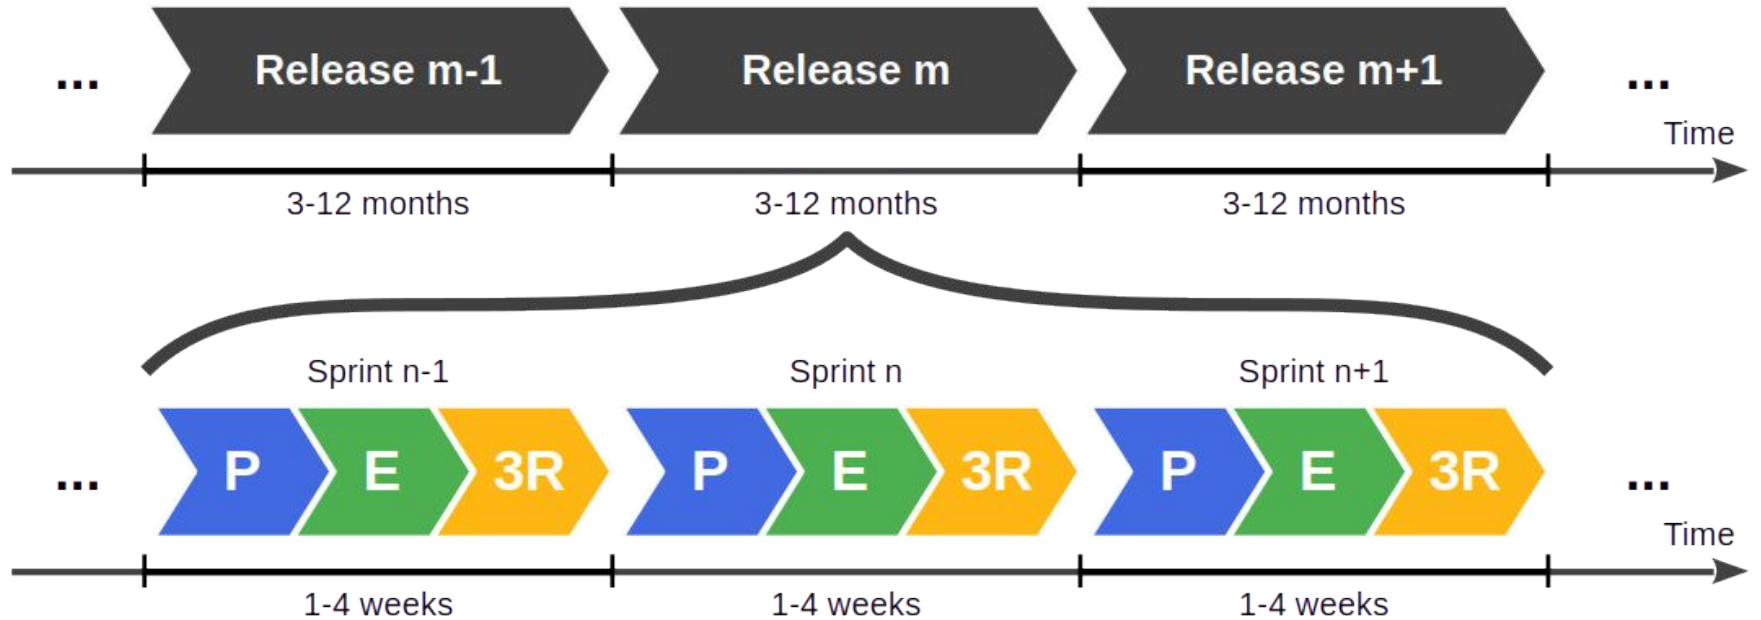 ... Release m-1 Release m Release m+1 ...
Time
3-12 months 3-12 months 3-12 months
Sprint n-1 Sprint n Sprint n+1
... P E 3R P E 3R P E 3R ...
Time
1-4 weeks 1-4 weeks 1-4 weeks